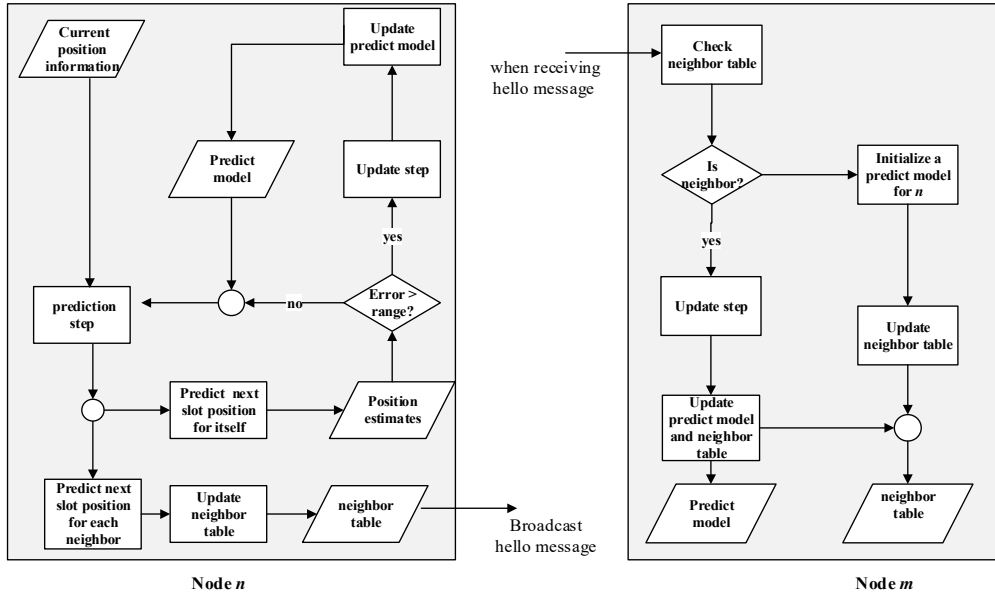 Current
position
information
Update
predict model
Predict
model
Update step
yes
prediction
step
no
Error >
range?
Predict next
slot position
for itself
Position
estimates
Predict next
slot position
for each
neighbor
Update
neighbor
table
neighbor
table
Node n
when receiving
hello message
Broadcast
hello message
Check
neighbor table
Is
neighbor?
Initialize a
predict model
for n
yes
Update step
Update
neighbor table
Update
predict model
and neighbor
table
Predict
model
neighbor
table
Node m